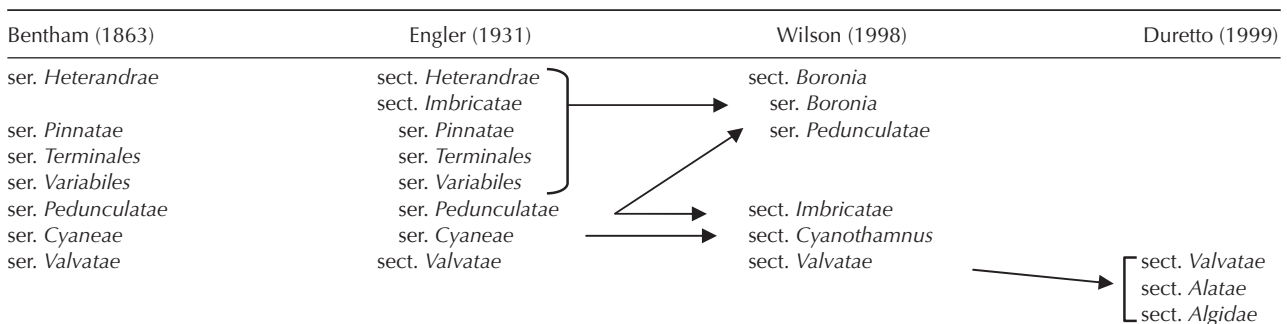 Bentham (1863) Engler (1931) Wilson (1998) Duretto (1999)
ser. Heterandrae sect. Heterandrae sect. Boronia
sect. Imbricatae ser. Boronia
ser. Pinnatae ser. Pinnatae ser. Pedunculatae
ser. Terminales ser. Terminales
ser. Variabiles ser. Variabiles
ser. Pedunculatae ser. Pedunculatae sect. Imbricatae
ser. Cyaneae ser. Cyaneae sect. Cyanothamnus
ser. Valvatae sect. Valvatae sect. Valvatae sect. Valvatae
sect. Alatae
sect. Algidae